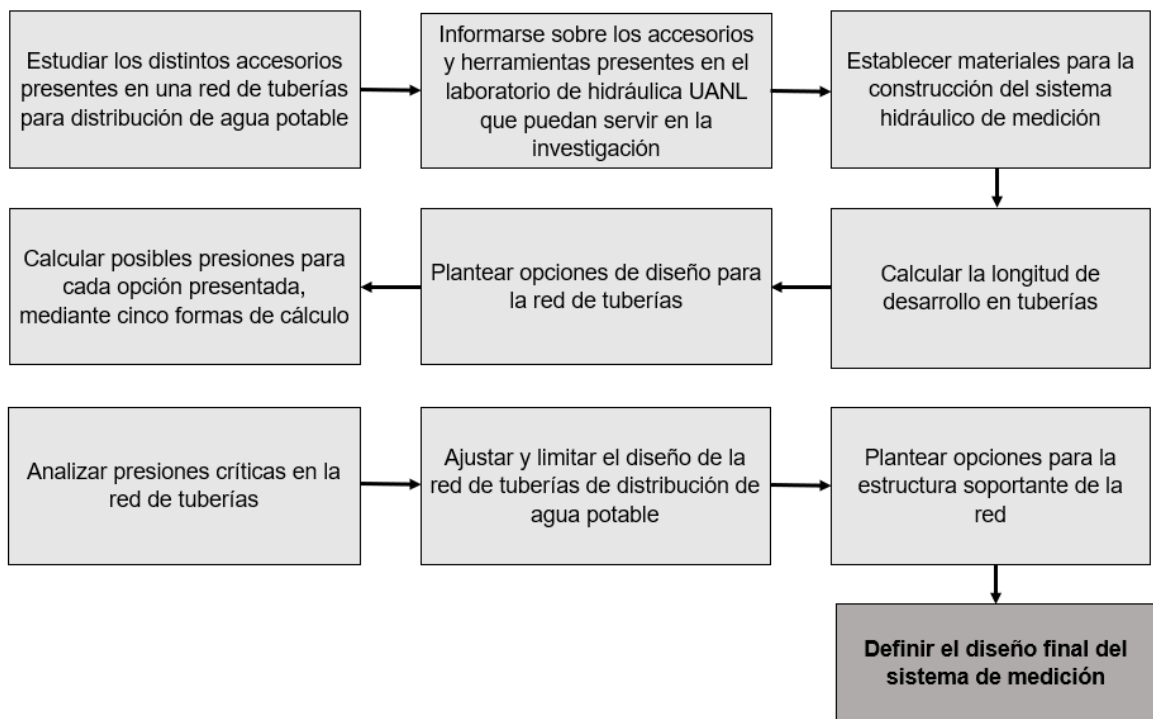 Estudiar los distintos accesorios
presentes en una red de tuberías
para distribución de agua potable
Informarse sobre los accesorios
y herramientas presentes en el
laboratorio de hidráulica UANL
que puedan servir en la
investigación
Establecer materiales para la
construcción del sistema
hidráulico de medición
Calcular la longitud de
desarrollo en tuberías
Plantear opciones de diseño para
la red de tuberías
Calcular posibles presiones para
cada opción presentada,
mediante cinco formas de cálculo
Analizar presiones críticas en la
red de tuberías
Ajustar y limitar el diseño de la
red de tuberías de distribución de
agua potable
Plantear opciones para la
estructura soportante de la
red
Definir el diseño final del
sistema de medición